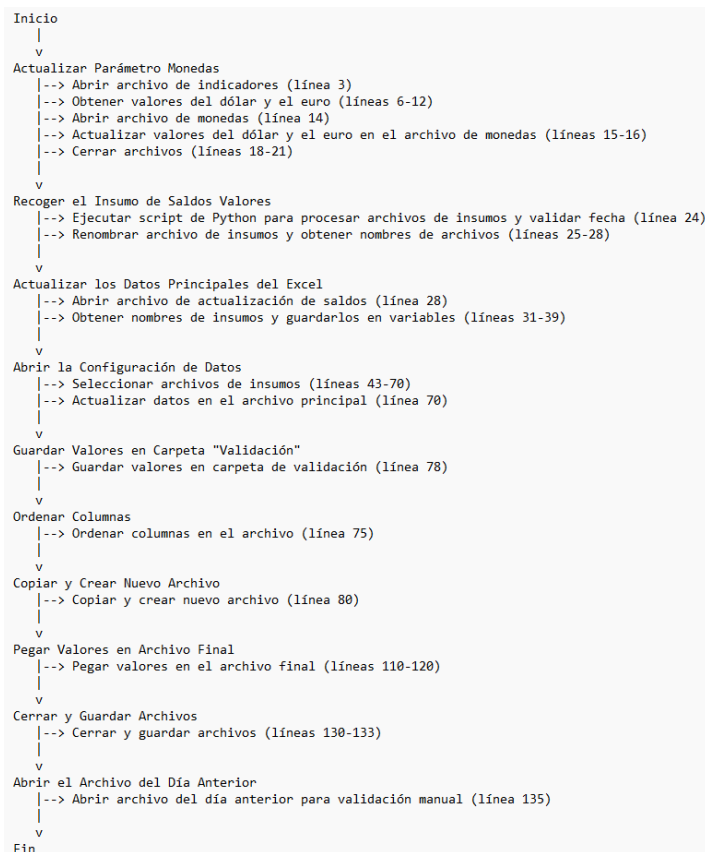 Inicio
|
v
Actualizar Parámetro Monedas
|--> Abrir archivo de indicadores (línea 3)
|--> Obtener valores del dólar y el euro (líneas 6-12)
|--> Abrir archivo de monedas (línea 14)
|--> Actualizar valores del dólar y el euro en el archivo de monedas (líneas 15-16)
|--> Cerrar archivos (líneas 18-21)
|
v
Recoger el Insumo de Saldos Valores
|--> Ejecutar script de Python para procesar archivos de insumos y validar fecha (línea 24)
|--> Renombrar archivo de insumos y obtener nombres de archivos (líneas 25-28)
|
v
Actualizar los Datos Principales del Excel
|--> Abrir archivo de actualización de saldos (línea 28)
|--> Obtener nombres de insumos y guardarlos en variables (líneas 31-39)
|
v
Abrir la Configuración de Datos
|--> Seleccionar archivos de insumos (líneas 43-70)
|--> Actualizar datos en el archivo principal (línea 70)
|
v
Guardar Valores en Carpeta "Validación"
|--> Guardar valores en carpeta de validación (línea 78)
|
v
Ordenar Columnas
|--> Ordenar columnas en el archivo (línea 75)
|
v
Copiar y Crear Nuevo Archivo
|--> Copiar y crear nuevo archivo (línea 80)
|
v
Pegar Valores en Archivo Final
|--> Pegar valores en el archivo final (líneas 110-120)
|
v
Cerrar y Guardar Archivos
|--> Cerrar y guardar archivos (líneas 130-133)
|
v
Abrir el Archivo del Día Anterior
|--> Abrir archivo del día anterior para validación manual (línea 135)
|
v
Fin